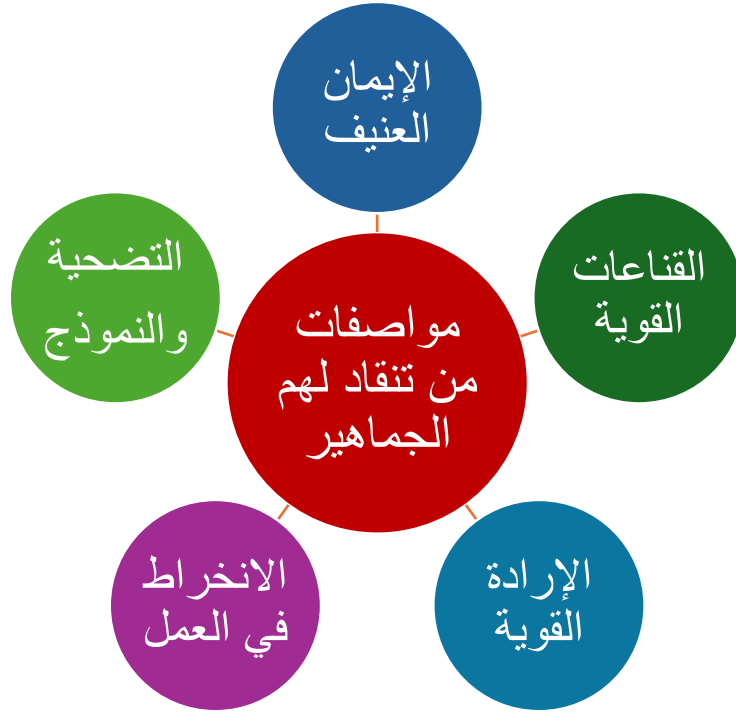 الإيمان
العنيف
القناعات
القوية
التضحية
والنموذج
مواصفات
من تنقاد لهم
الجماهير
الإرادة
القوية
الانخراط
في العمل